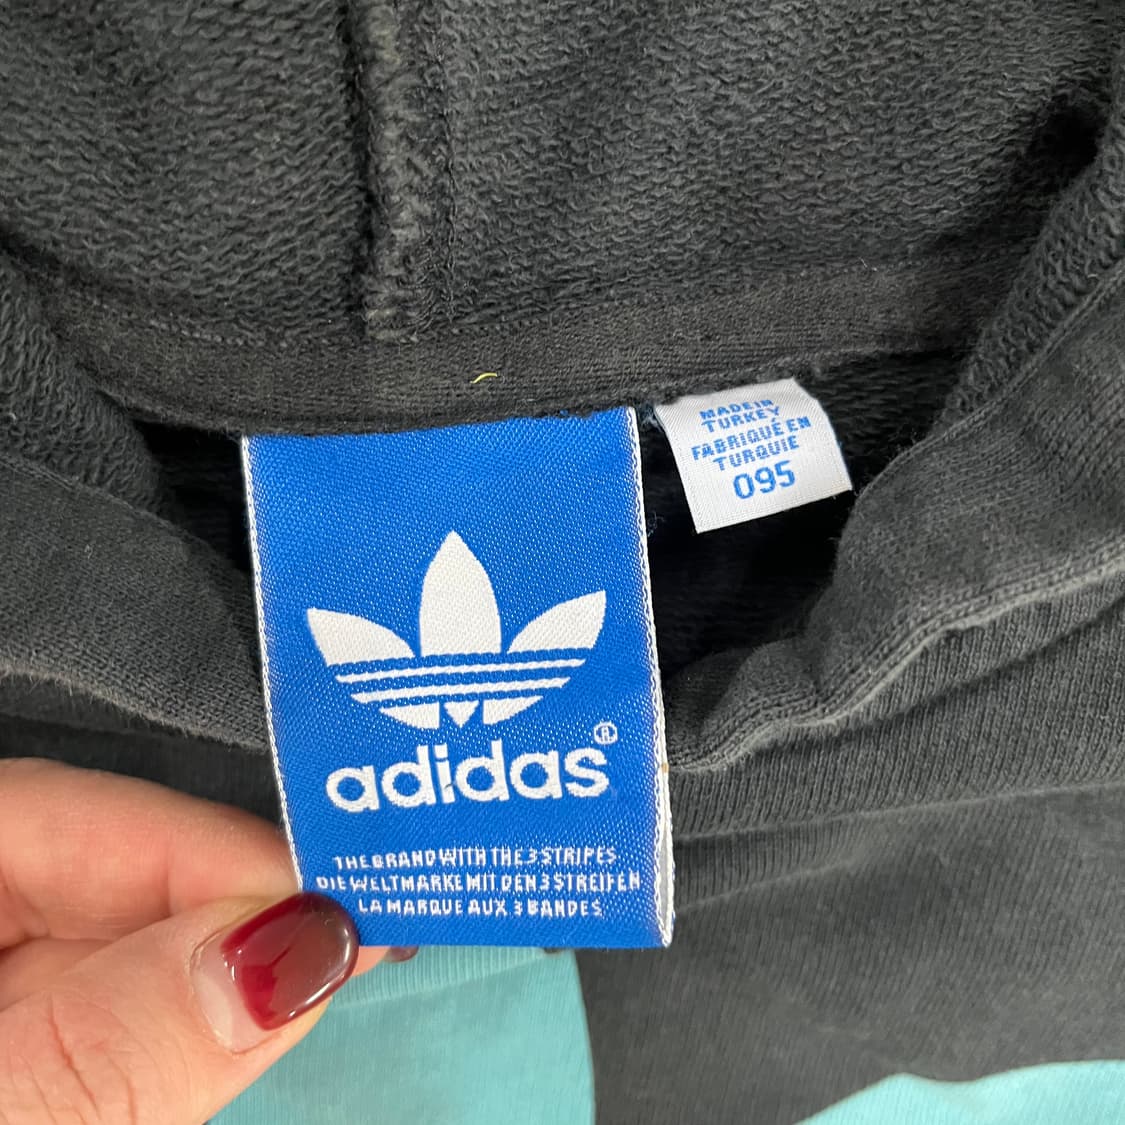 MADE IN
TURKEY
FABRIQUÉ EN
TURQUIE
095
adidas®
THE BRAND WITH THE 3 STRIPES
DIE WELTMARKE MIT DEN 3 STREIFEN
LA MARQUE AUX 3 BANDES